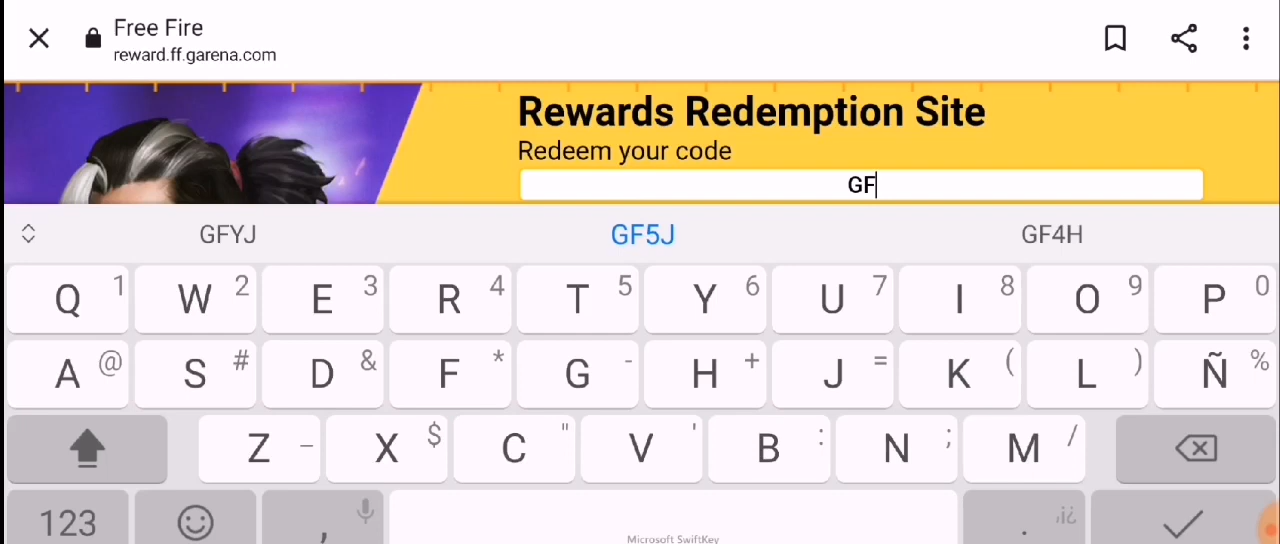 Free Fire
reward.ff.garena.com
Rewards Redemption Site
Redeem your code
GF
GFYJ GF5J GF4H
Q 1 W 2 E 3 R 4 T 5 Y 6 U 7 I 8 O 9 P 0
A @ S # D & F * G - H + J = K ( L ) Ñ %
Z _ X $ C " V ' B : N ; M /
123 , . ,¡¿
Microsoft SwiftKey